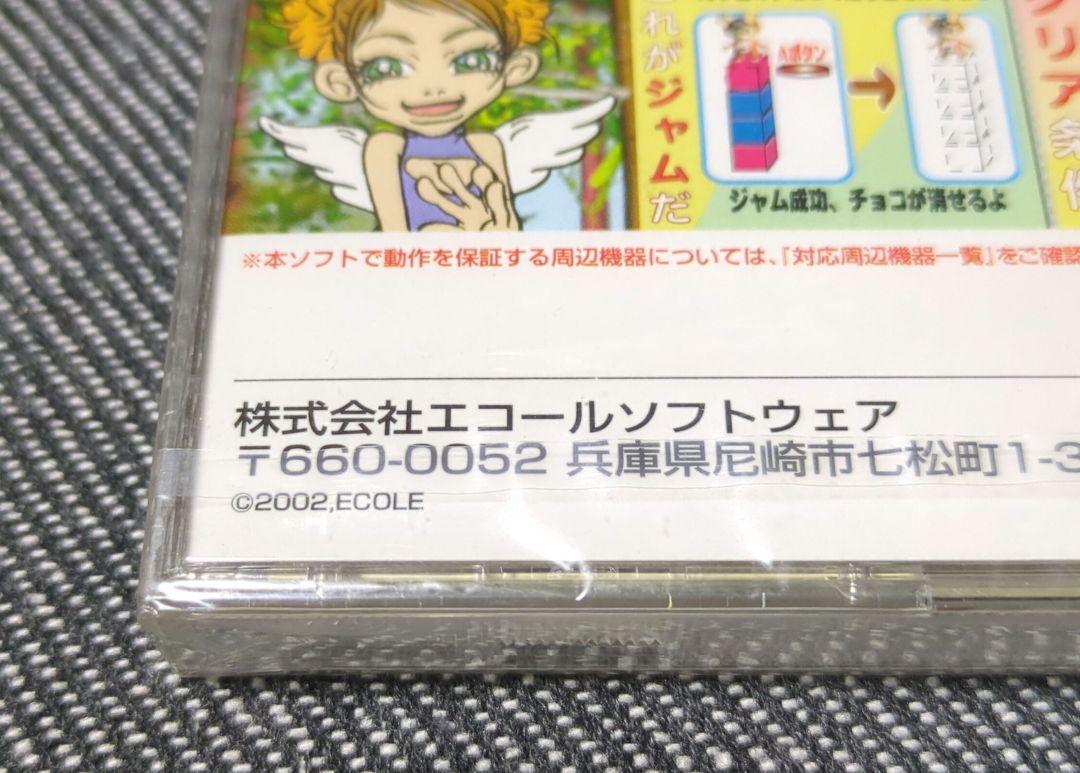 これがジャムだ
Aボタン
ジャム成功、チョコが消せるよ
リア条件
※本ソフトで動作を保証する周辺機器については、『対応周辺機器一覧』をご確認
株式会社エコールソフトウェア
〒660-0052 兵庫県尼崎市七松町1-3
©2002,ECOLE